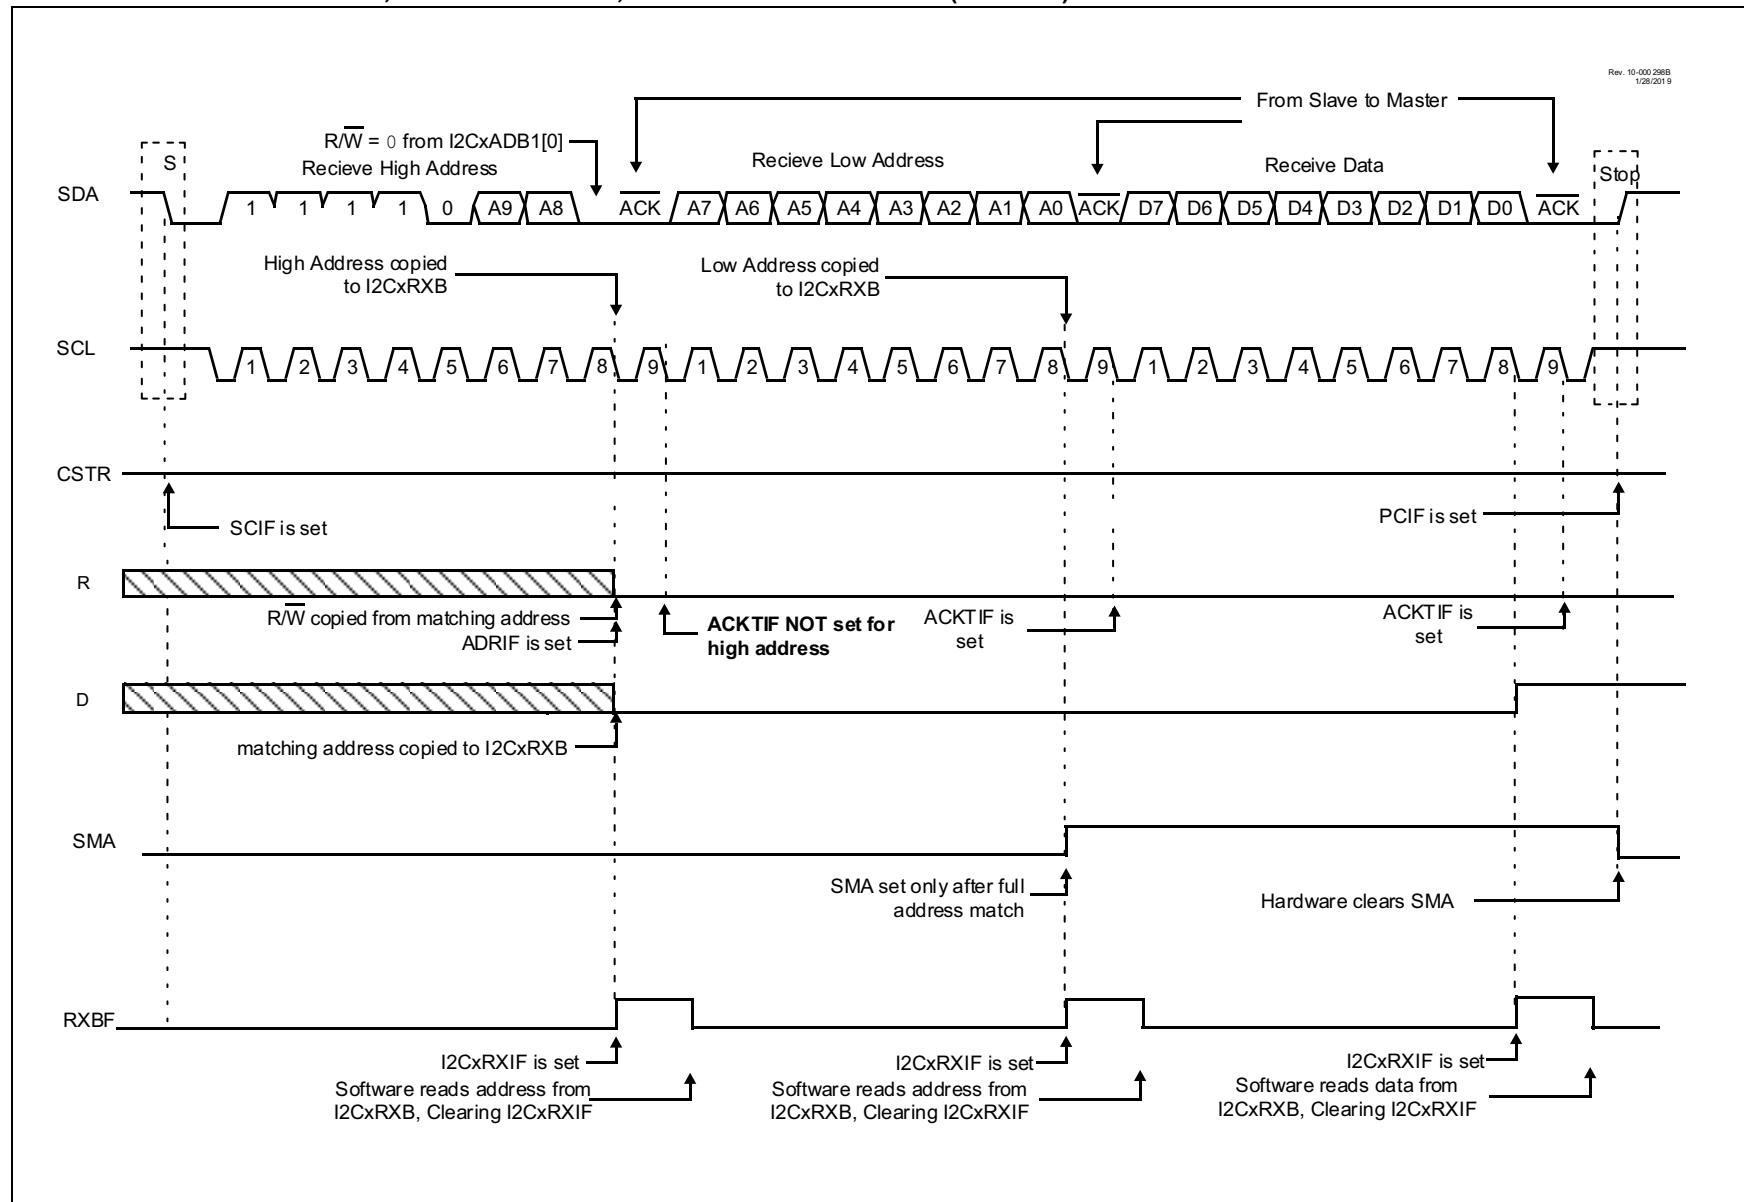 Rev. 10-000 298B
1/28/201 9
From Slave to Master
R/W = 0 from I2CxADB1[0]
S
Recieve High Address
Recieve Low Address
Receive Data
Stop
SDA
1 1 1 1 0 A9 A8 ACK A7 A6 A5 A4 A3 A2 A1 A0 ACK D7 D6 D5 D4 D3 D2 D1 D0 ACK
High Address copied
to I2CxRXB
Low Address copied
to I2CxRXB
SCL
1 2 3 4 5 6 7 8 9 1 2 3 4 5 6 7 8 9 1 2 3 4 5 6 7 8 9
CSTR
SCIF is set
PCIF is set
R
R/W copied from matching address
ADRIF is set
ACKTIF NOT set for
high address
ACKTIF is
set
ACKTIF is
set
D
matching address copied to I2CxRXB
SMA
SMA set only after full
address match
Hardware clears SMA
RXBF
I2CxRXIF is set
Software reads address from
I2CxRXB, Clearing I2CxRXIF
I2CxRXIF is set
Software reads address from
I2CxRXB, Clearing I2CxRXIF
I2CxRXIF is set
Software reads data from
I2CxRXB, Clearing I2CxRXIF